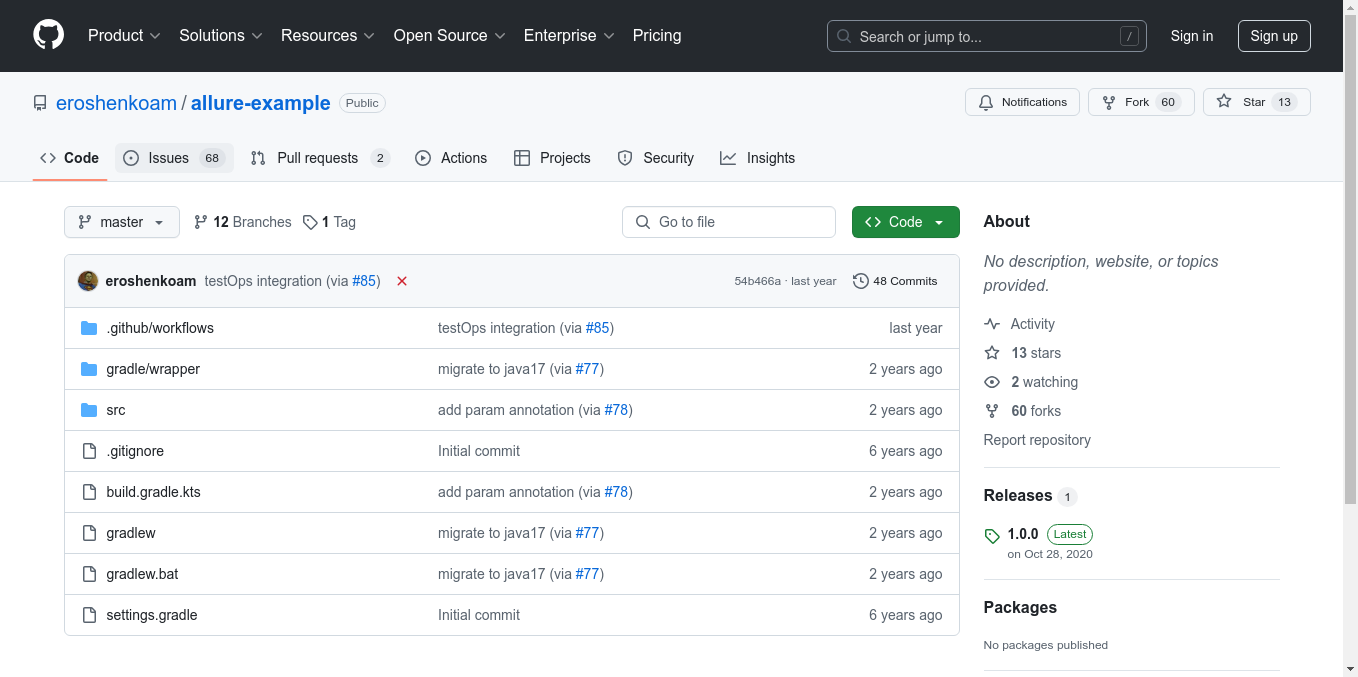 Product Solutions Resources Open Source Enterprise Pricing Search or jump to... / Sign in Sign up
eroshenkoam / allure-example Public Notifications Fork 60 Star 13
Code Issues 68 Pull requests 2 Actions Projects Security Insights
master 12 Branches 1 Tag Go to file Code
eroshenkoam testOps integration (via #85) 54b466a · last year 48 Commits
.github/workflows testOps integration (via #85) last year
gradle/wrapper migrate to java17 (via #77) 2 years ago
src add param annotation (via #78) 2 years ago
.gitignore Initial commit 6 years ago
build.gradle.kts add param annotation (via #78) 2 years ago
gradlew migrate to java17 (via #77) 2 years ago
gradlew.bat migrate to java17 (via #77) 2 years ago
settings.gradle Initial commit 6 years ago
About
No description, website, or topics
provided.
Activity
13 stars
2 watching
60 forks
Report repository
Releases 1
1.0.0 Latest
on Oct 28, 2020
Packages
No packages published